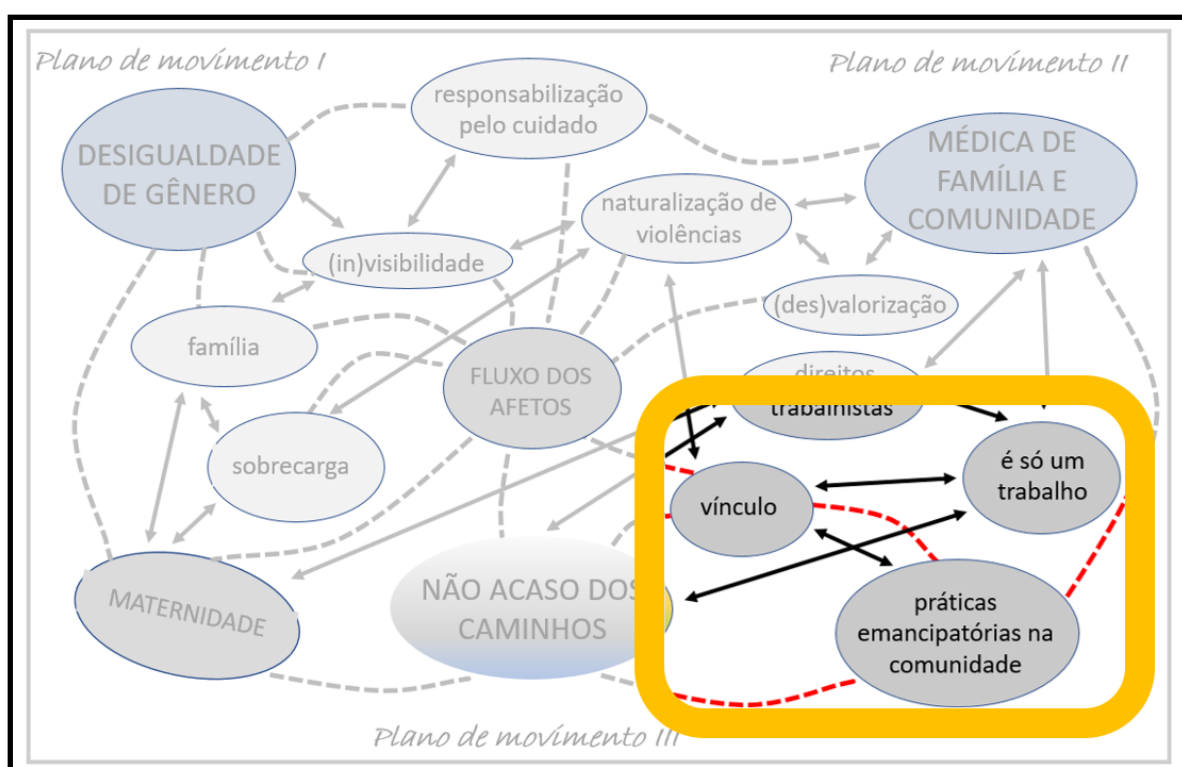 Plano de movimento I
Plano de movimento II
responsabilização
pelo cuidado
DESIGUALDADE
DE GÊNERO
MÉDICA DE
FAMÍLIA E
COMUNIDADE
naturalização de
violências
(in)visibilidade
(des)valorização
família
FLUXO DOS
AFETOS
direitos
trabalhistas
sobrecarga
é só um
trabalho
vínculo
NÃO ACASO DOS
CAMINHOS
MATERNIDADE
práticas
emancipatórias na
comunidade
Plano de movimento III